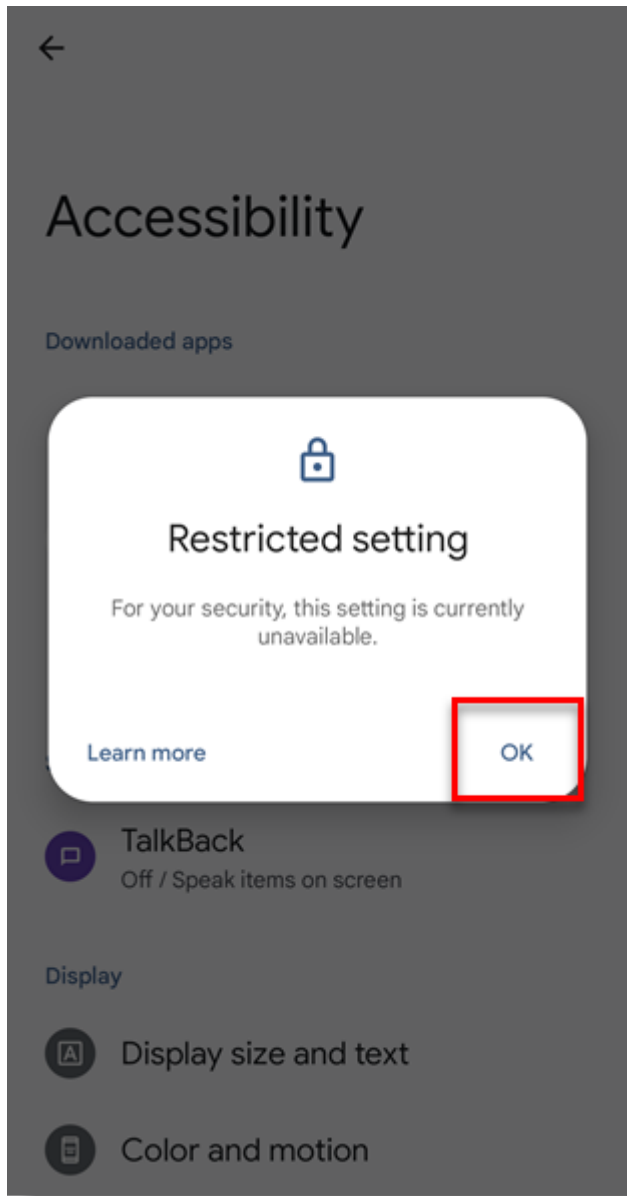 Accessibility
Downloaded apps
Restricted setting
For your security, this setting is currently
unavailable.
Learn more
OK
TalkBack
Off / Speak items on screen
Display
Display size and text
Color and motion